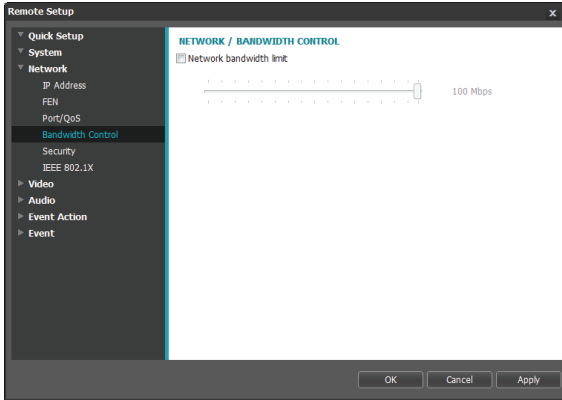 Remote Setup
x
Quick Setup
System
Network
IP Address
FEN
Port/QoS
Bandwidth Control
Security
IEEE 802.1X
Video
Audio
Event Action
Event
NETWORK / BANDWIDTH CONTROL
Network bandwidth limit
100 Mbps
OK Cancel Apply